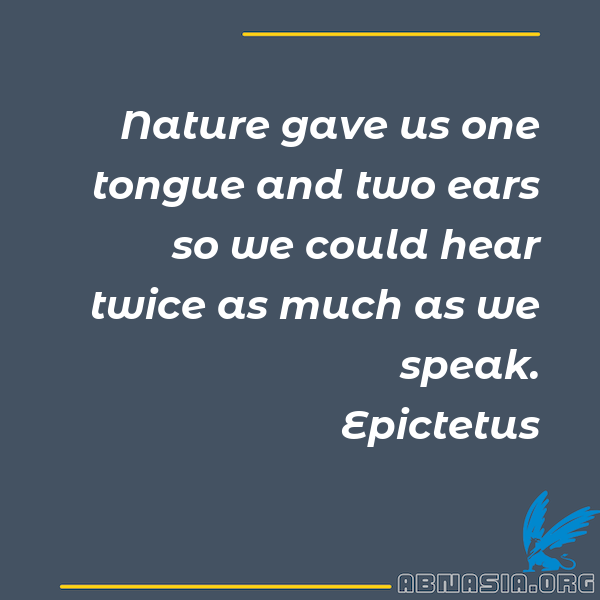 Nature gave us one
tongue and two ears
so we could hear
twice as much as we
speak.
Epictetus
ABNASIA.ORG